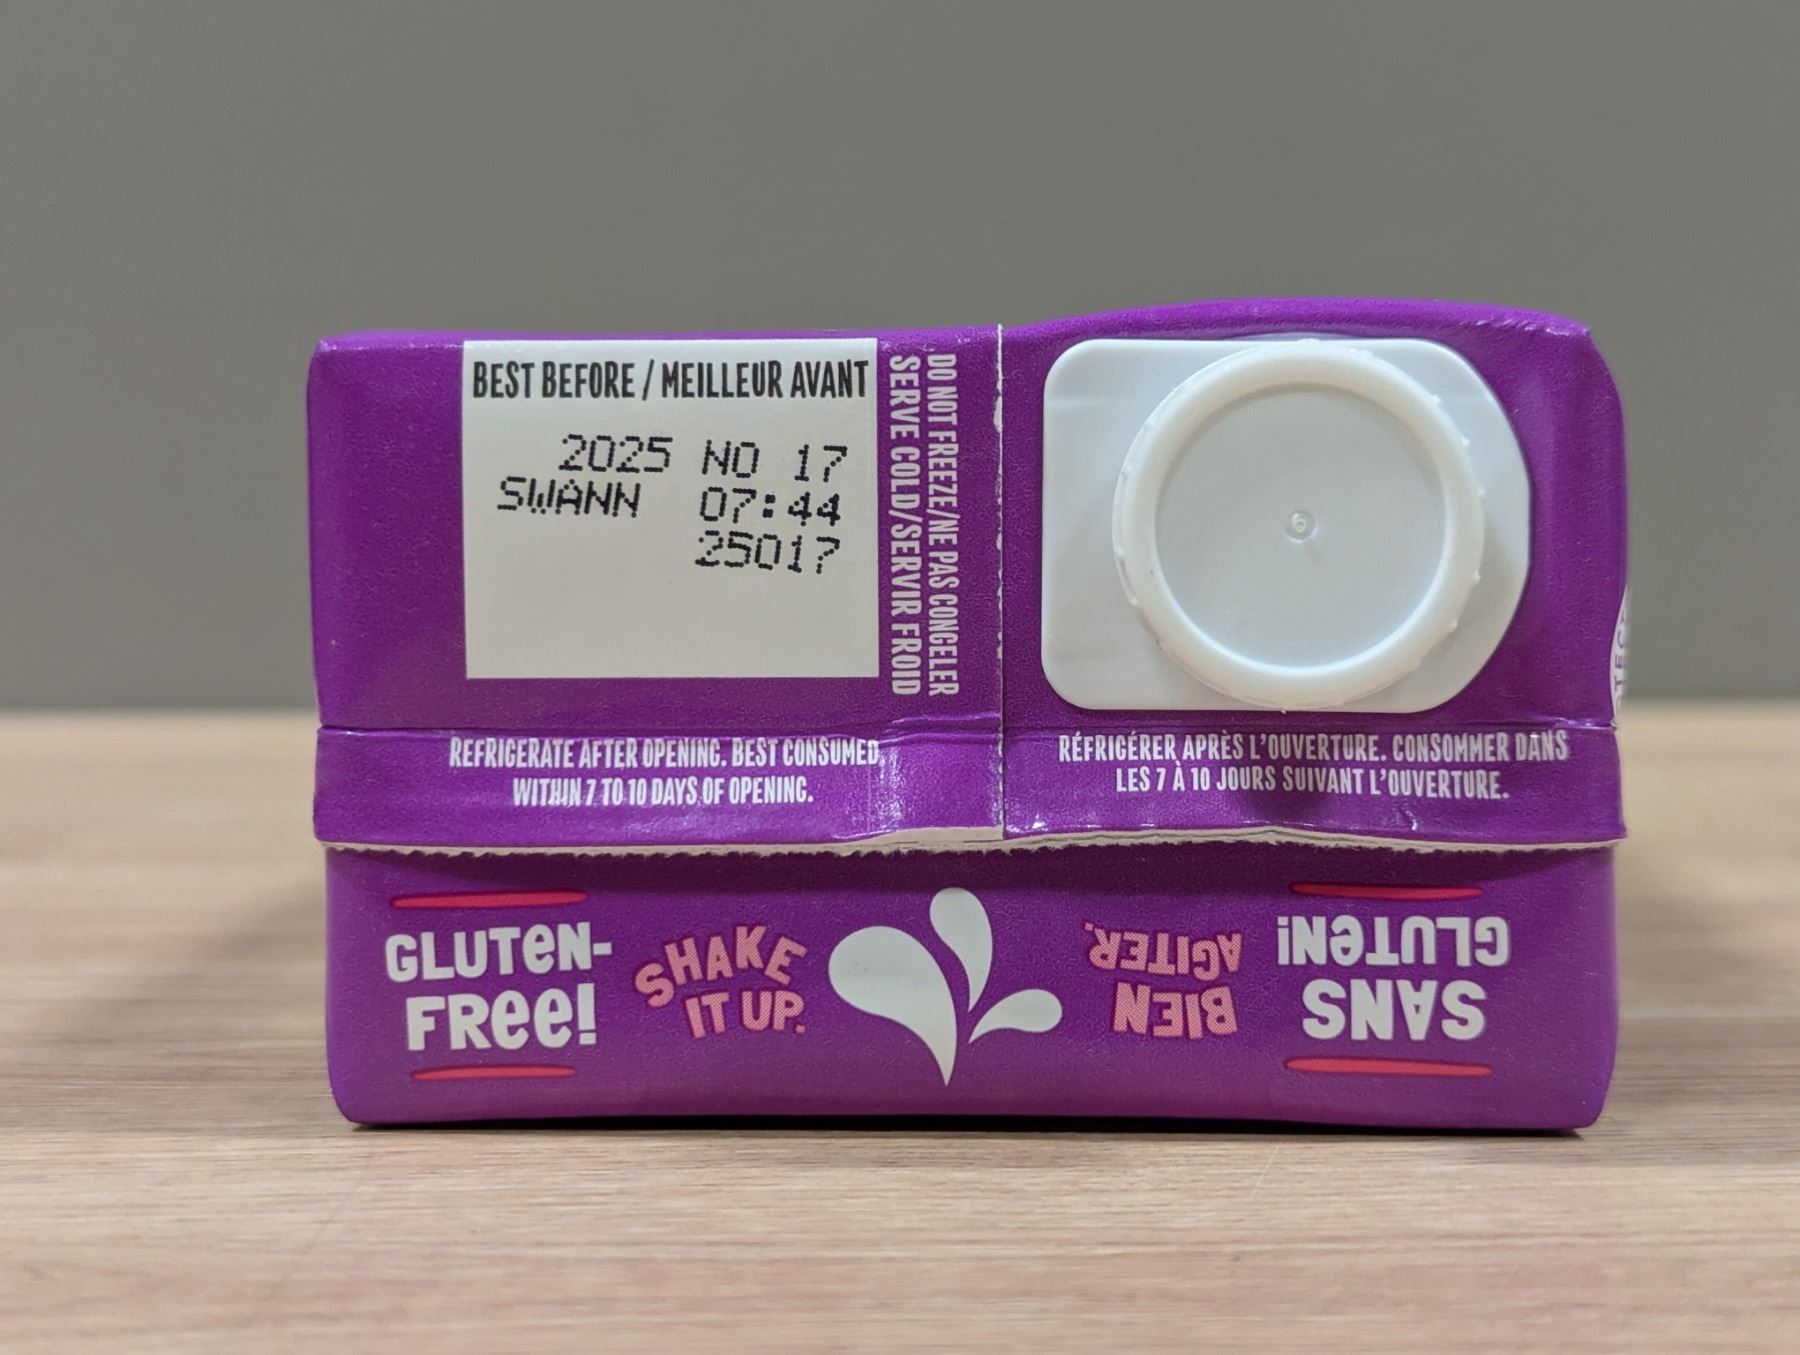 BEST BEFORE / MEILLEUR AVANT
2025 NO 17
SWANN 07:44
25017
DO NOT FREEZE/NE PAS CONGELER
SERVE COLD/SERVIR FROID
6
REFRIGERATE AFTER OPENING. BEST CONSUMED
WITHIN 7 TO 10 DAYS OF OPENING.
RÉFRIGÉRER APRÈS L'OUVERTURE. CONSOMMER DANS
LES 7 À 10 JOURS SUIVANT L'OUVERTURE.
GLUTeN-
FRee!
SHAKE
IT UP.
BIEN
AGITER.
SANS
GLUTeN!